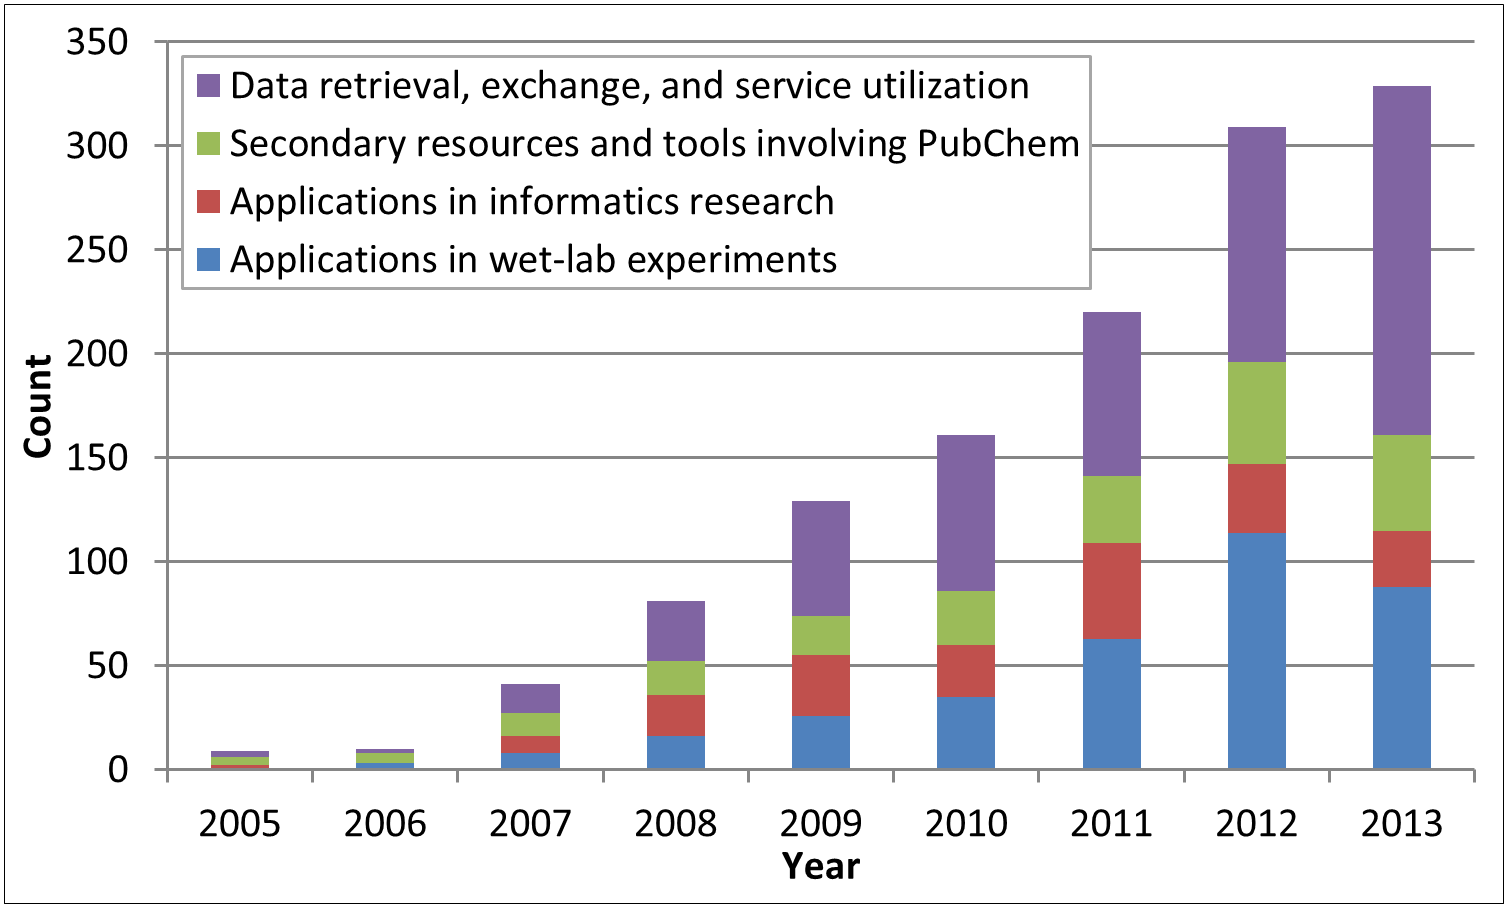 350
300
250
200
150
100
50
0
Count
Data retrieval, exchange, and service utilization
Secondary resources and tools involving PubChem
Applications in informatics research
Applications in wet-lab experiments
2005 2006 2007 2008 2009 2010 2011 2012 2013
Year